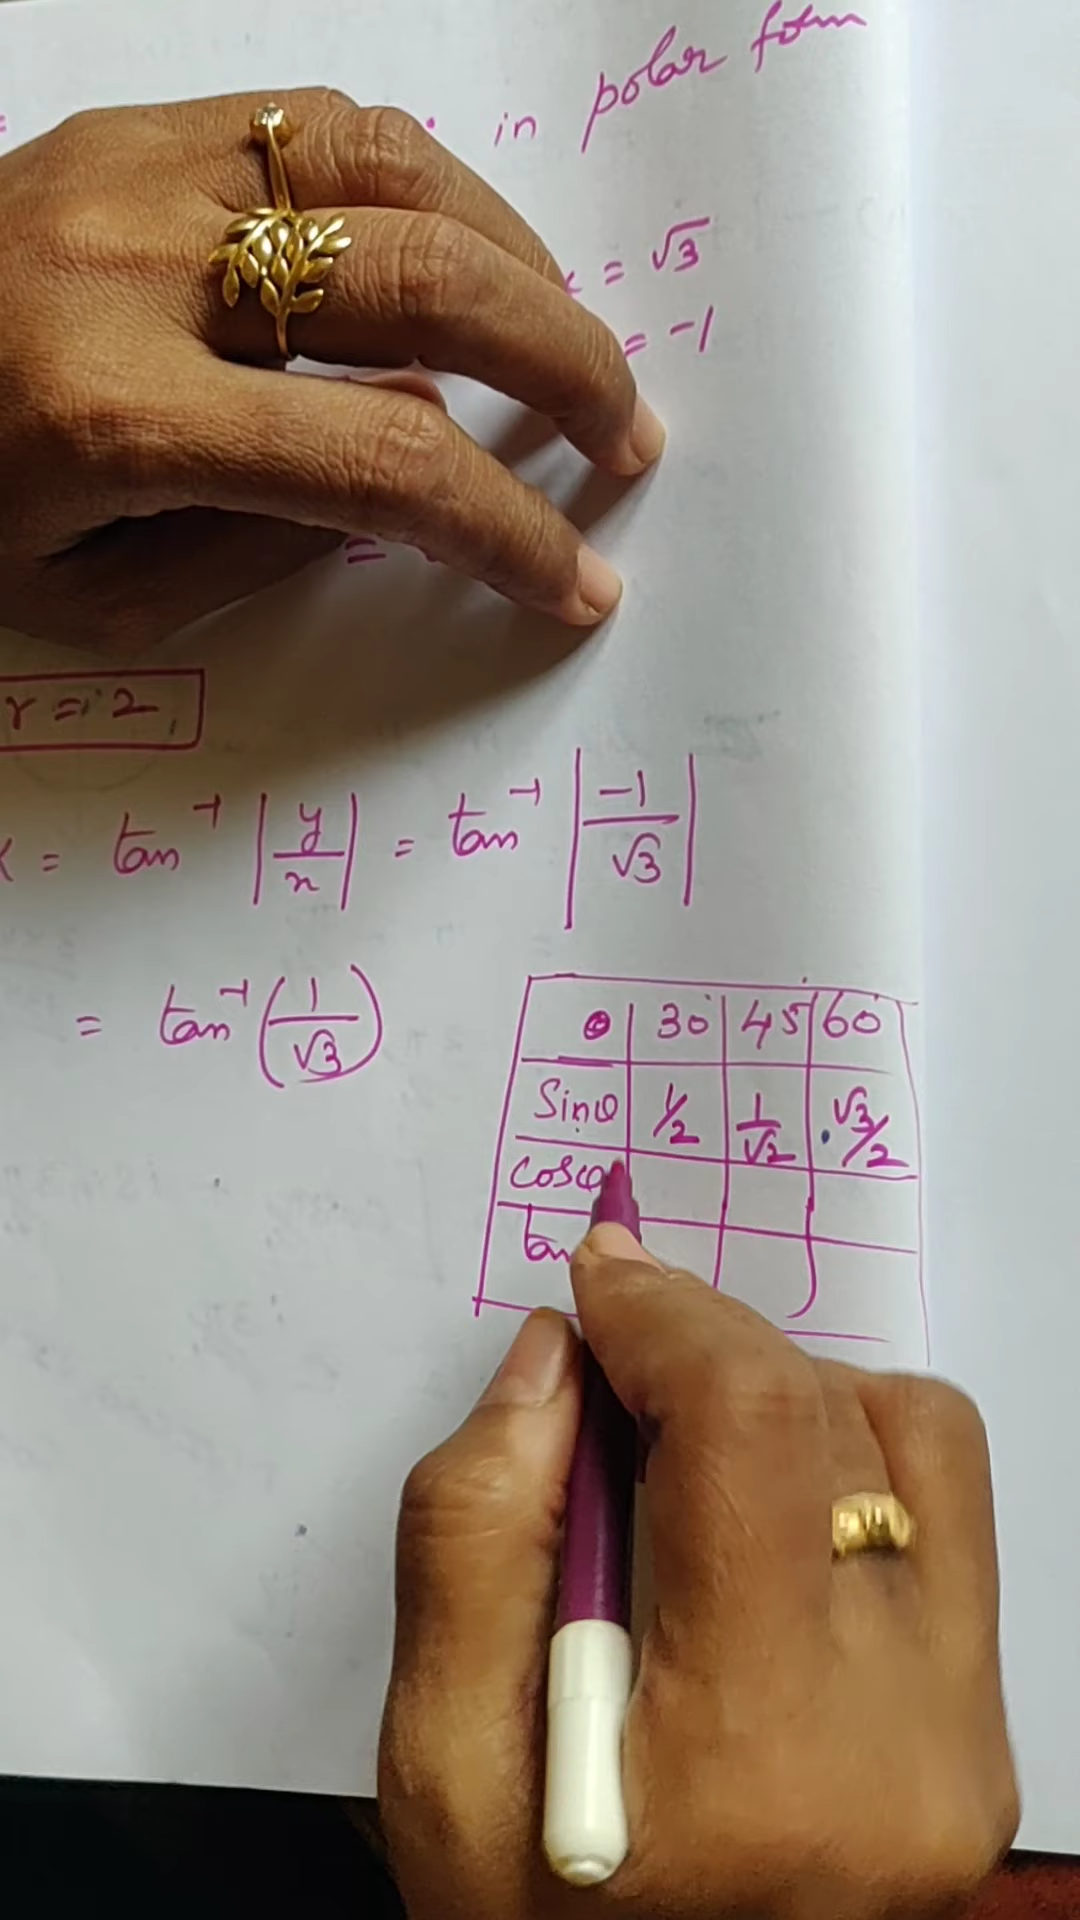 = in polar form
= √3
= -1
=
r = 2
= tan⁻¹ |y/x| = tan⁻¹ |-1/√3|
= tan⁻¹ (1/√3)
θ 30° 45° 60°
Sinθ 1/2 1/√2 √3/2
Cosθ
tan